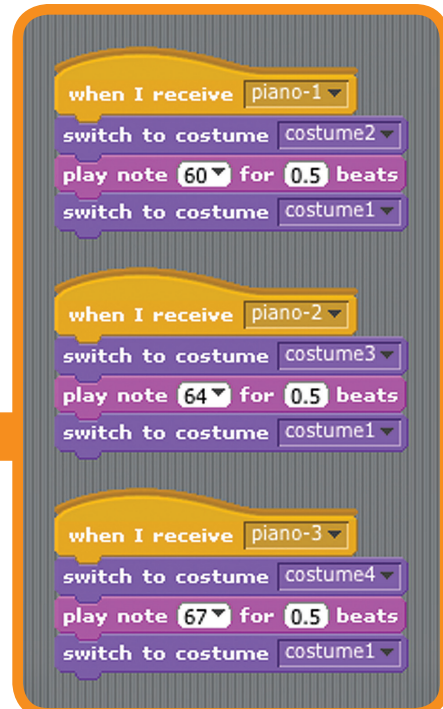 when I receive piano-1
switch to costume costume2
play note 60 for 0.5 beats
switch to costume costume1
when I receive piano-2
switch to costume costume3
play note 64 for 0.5 beats
switch to costume costume1
when I receive piano-3
switch to costume costume4
play note 67 for 0.5 beats
switch to costume costume1